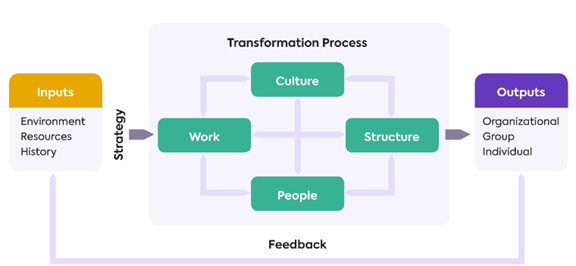 Transformation Process
Inputs
Environment
Resources
History
Strategy
Culture
Work
Structure
People
Outputs
Organizational
Group
Individual
Feedback